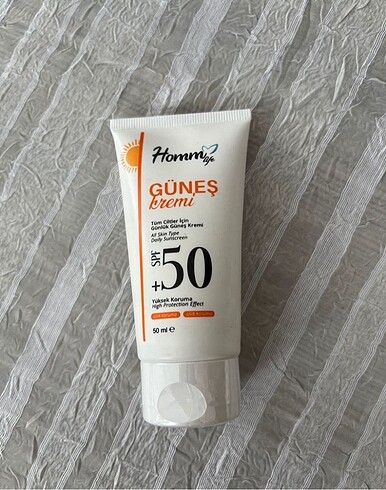 Homm life
GÜNEŞ
kremi
Tüm Ciltler İçin
Günlük Güneş Kremi
All Skin Type
Daily Sunscreen
SPF
+50
Yüksek Koruma
High Protection Effect
50 ml e